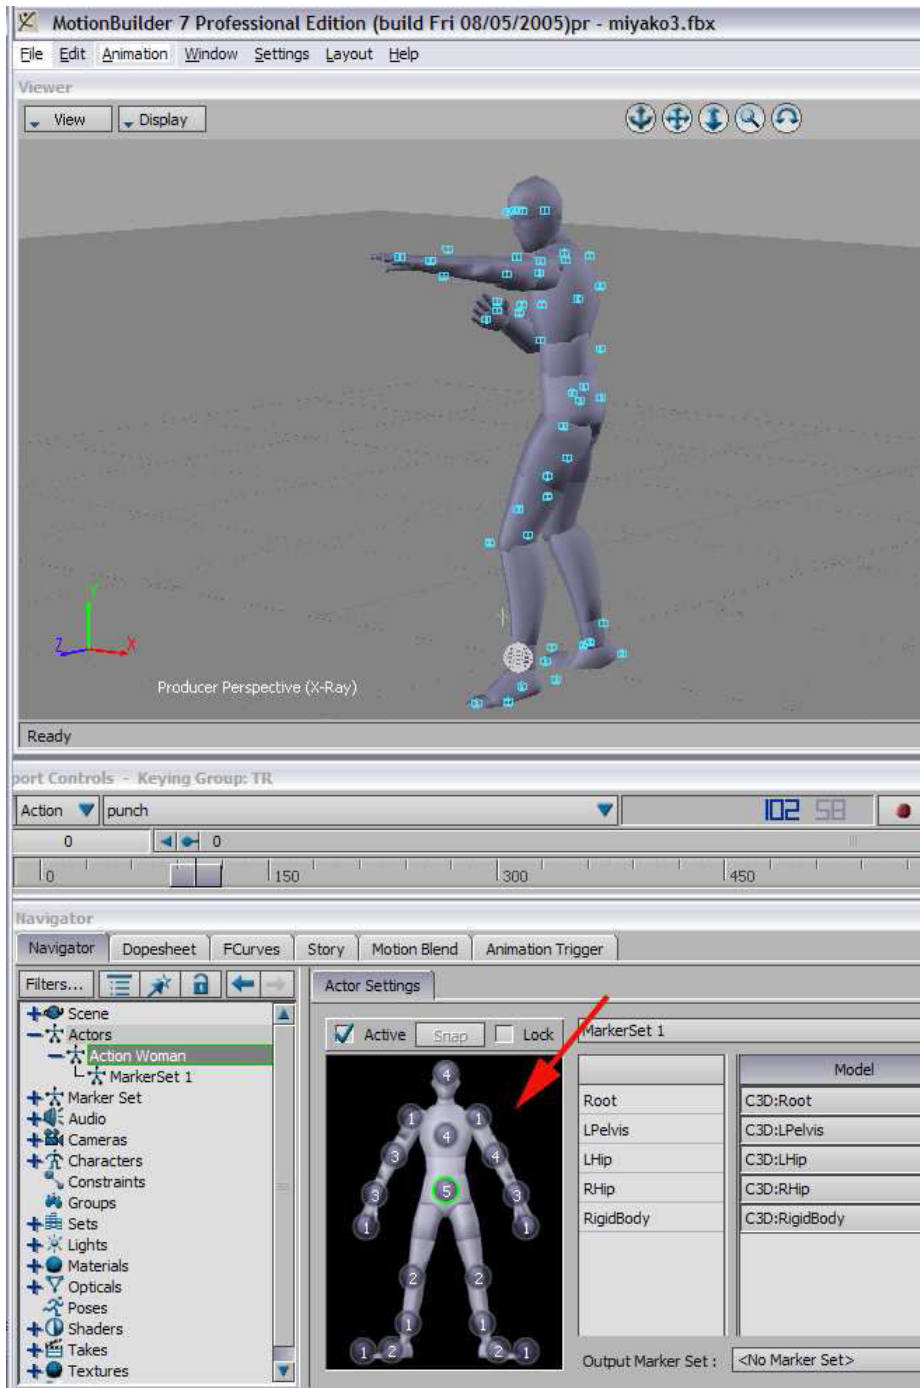 MotionBuilder 7 Professional Edition (build Fri 08/05/2005)pr - miyako3.fbx
File Edit Animation Window Settings Layout Help
Viewer
View Display
Y
Z X
Producer Perspective (X-Ray)
Ready
port Controls - Keying Group: TR
Action punch 102 58
0 0
0 150 300 450
Navigator
Navigator Dopesheet FCurves Story Motion Blend Animation Trigger
Filters... Actor Settings
Scene
Actors
Action Woman
MarkerSet 1
Marker Set
Audio
Cameras
Characters
Constraints
Groups
Sets
Lights
Materials
Opticals
Poses
Shaders
Takes
Textures
Active Snap Lock MarkerSet 1
4
1 1
4
3 4
5
3 3
1 1
2 2
1 1
1 2 2 1
Model
Root C3D:Root
LPelvis C3D:LPelvis
LHip C3D:LHip
RHip C3D:RHip
RigidBody C3D:RigidBody
Output Marker Set : <No Marker Set>